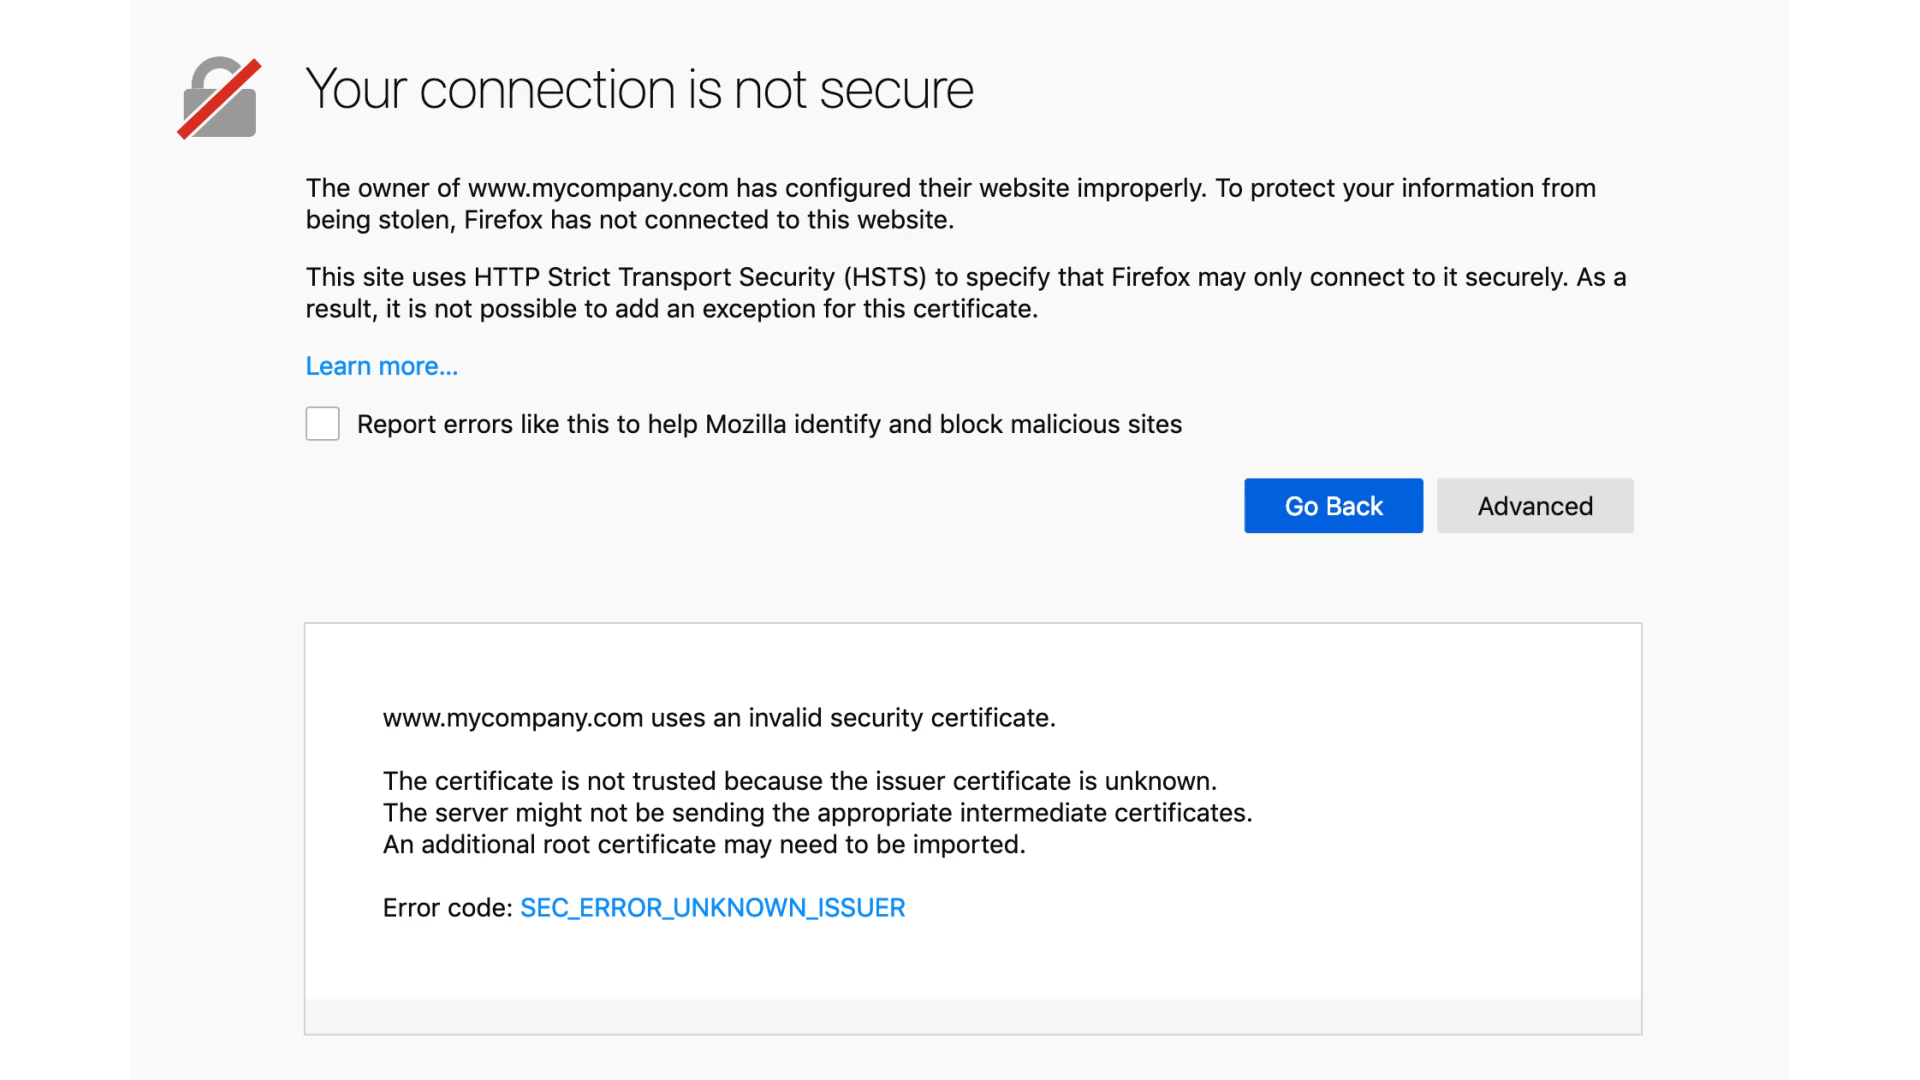 Your connection is not secure
The owner of www.mycompany.com has configured their website improperly. To protect your information from
being stolen, Firefox has not connected to this website.
This site uses HTTP Strict Transport Security (HSTS) to specify that Firefox may only connect to it securely. As a
result, it is not possible to add an exception for this certificate.
Learn more...
Report errors like this to help Mozilla identify and block malicious sites
Go Back Advanced
www.mycompany.com uses an invalid security certificate.
The certificate is not trusted because the issuer certificate is unknown.
The server might not be sending the appropriate intermediate certificates.
An additional root certificate may need to be imported.
Error code: SEC_ERROR_UNKNOWN_ISSUER